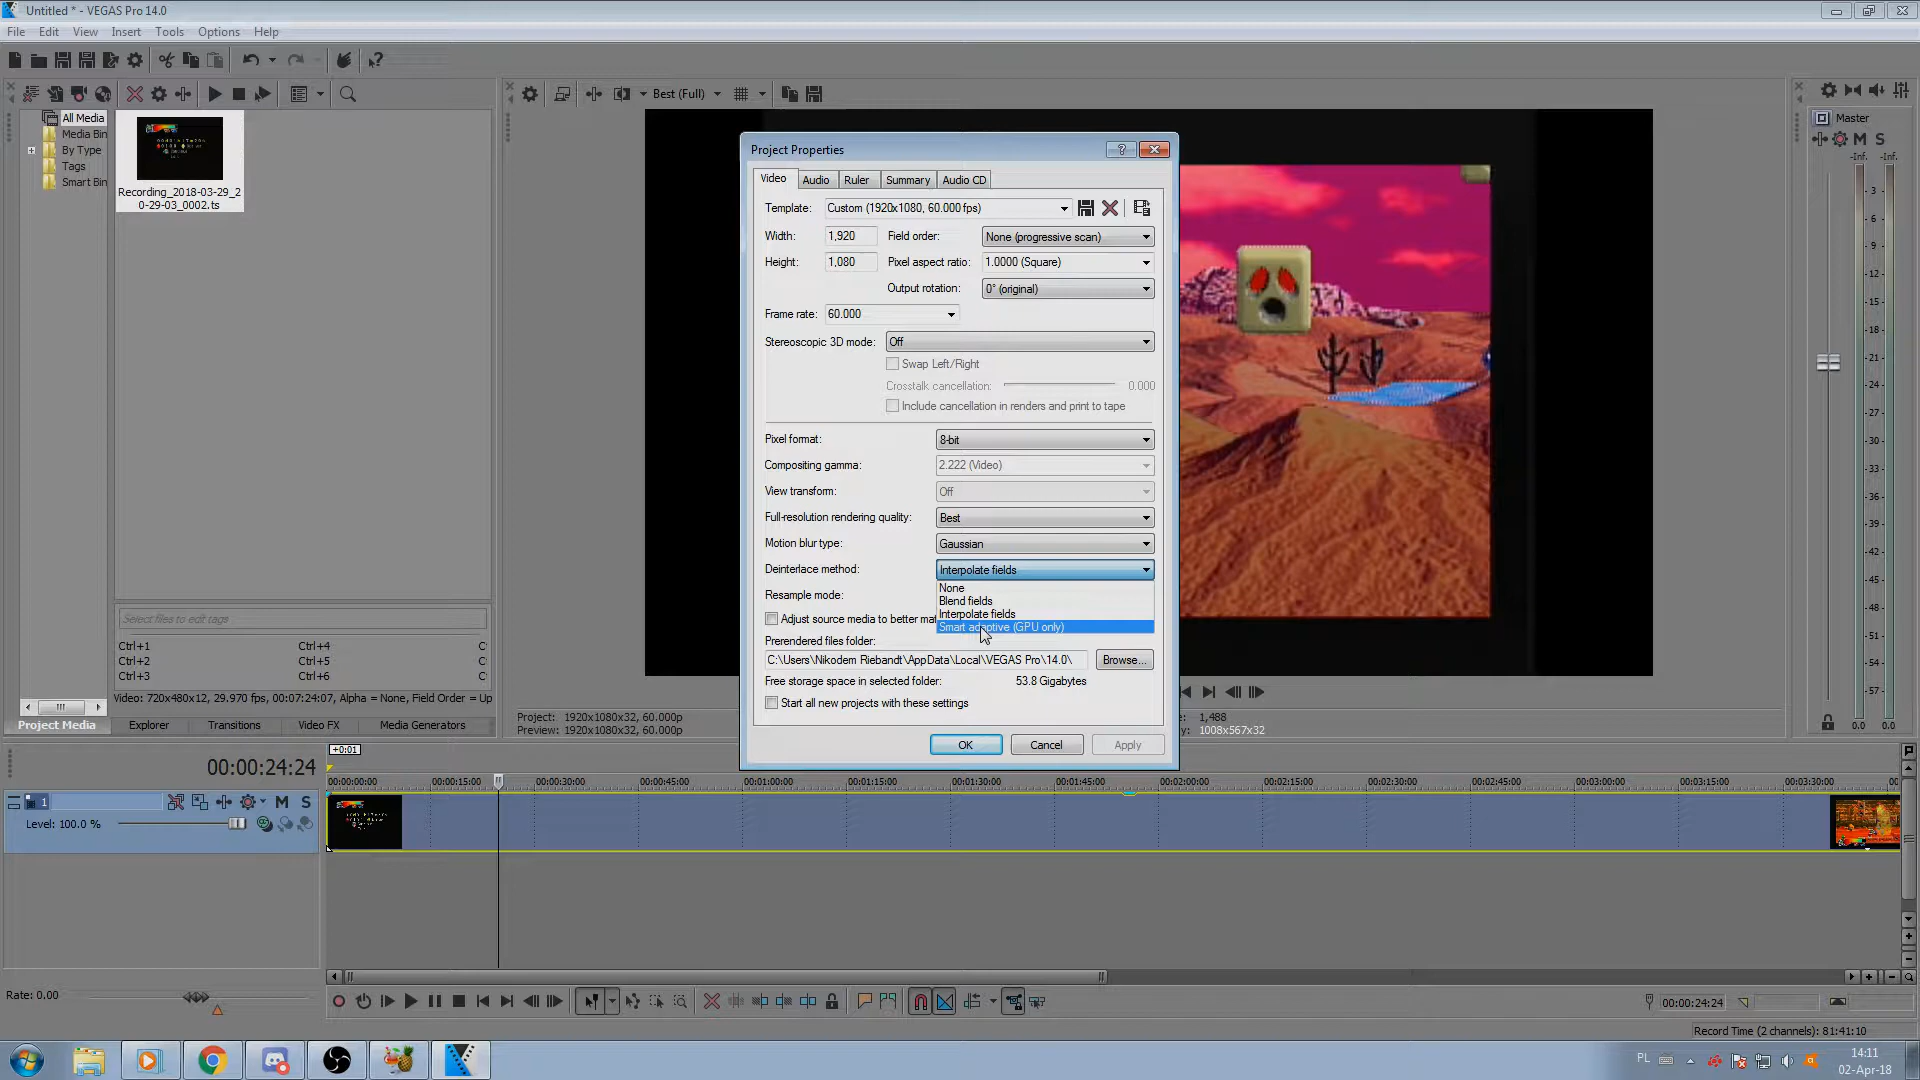 Untitled * - VEGAS Pro 14.0
File Edit View Insert Tools Options Help
Best (Full)
All Media
Media Bin
By Type
Tags
Smart Bin
Recording_2018-03-29_2
0-29-03_0002.ts
Select files to edit tags
Ctrl+1 Ctrl+4 C
Ctrl+2 Ctrl+5 C
Ctrl+3 Ctrl+6 C
Video: 720x480x12, 29.970 fps, 00:07:24:07, Alpha = None, Field Order = Up
Project Media Explorer Transitions Video FX Media Generators
Project: 1920x1080x32, 60.000p
Preview: 1920x1080x32, 60.000p
1,488
1008x567x32
Project Properties
Video Audio Ruler Summary Audio CD
Template: Custom (1920x1080, 60.000 fps)
Width: 1,920 Field order: None (progressive scan)
Height: 1,080 Pixel aspect ratio: 1.0000 (Square)
Output rotation: 0° (original)
Frame rate: 60.000
Stereoscopic 3D mode: Off
Swap Left/Right
Crosstalk cancellation: 0.000
Include cancellation in renders and print to tape
Pixel format: 8-bit
Compositing gamma: 2.222 (Video)
View transform: Off
Full-resolution rendering quality: Best
Motion blur type: Gaussian
Deinterlace method: Interpolate fields
None
Blend fields
Interpolate fields
Smart adaptive (GPU only)
Resample mode:
Adjust source media to better mat
Prerendered files folder:
C:\Users\Nikodem Riebandt\AppData\Local\VEGAS Pro\14.0\ Browse...
Free storage space in selected folder: 53.8 Gigabytes
Start all new projects with these settings
OK Cancel Apply
Master
M S
-Inf. -Inf.
3
6
9
12
15
18
21
24
27
30
33
36
39
42
45
48
51
54
57
0.0 0.0
+0:01
00:00:24:24
00:00:00:00 00:00:15:00 00:00:30:00 00:00:45:00 00:01:00:00 00:01:15:00 00:01:30:00 00:01:45:00 00:02:00:00 00:02:15:00 00:02:30:00 00:02:45:00 00:03:00:00 00:03:15:00 00:03:30:00 00
1 M S
Level: 100.0 %
Rate: 0.00
00:00:24:24
Record Time (2 channels): 81:41:10
PL 14:11
02-Apr-18